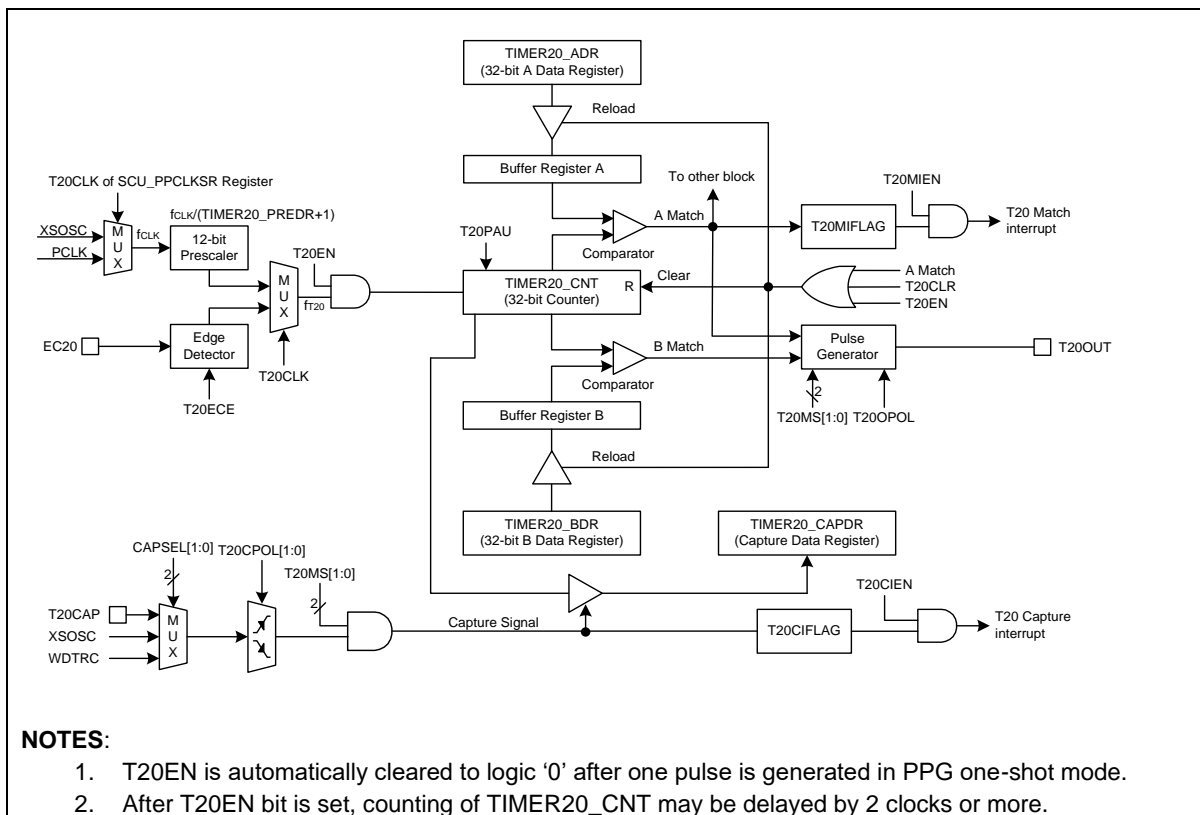 TIMER20_ADR
(32-bit A Data Register)
Reload
Buffer Register A
T20CLK of SCU_PPCLKSR Register
To other block
T20MIEN
fCLK/(TIMER20_PREDR+1)
XSOSC
PCLK
M
U
X
fCLK
12-bit
Prescaler
A Match
T20MIFLAG
T20 Match
interrupt
T20PAU
Comparator
T20EN
M
U
X
fT20
TIMER20_CNT
(32-bit Counter)
R
Clear
A Match
T20CLR
T20EN
EC20
Edge
Detector
T20CLK
B Match
Pulse
Generator
T20OUT
Comparator
T20ECE
Buffer Register B
2
T20MS[1:0]
T20OPOL
Reload
TIMER20_BDR
(32-bit B Data Register)
TIMER20_CAPDR
(Capture Data Register)
CAPSEL[1:0]
T20CPOL[1:0]
T20MS[1:0]
2
2
T20CIEN
T20CAP
XSOSC
WDTRC
M
U
X
Capture Signal
T20CIFLAG
T20 Capture
interrupt
NOTES:
1. T20EN is automatically cleared to logic ‘0’ after one pulse is generated in PPG one-shot mode.
2. After T20EN bit is set, counting of TIMER20_CNT may be delayed by 2 clocks or more.